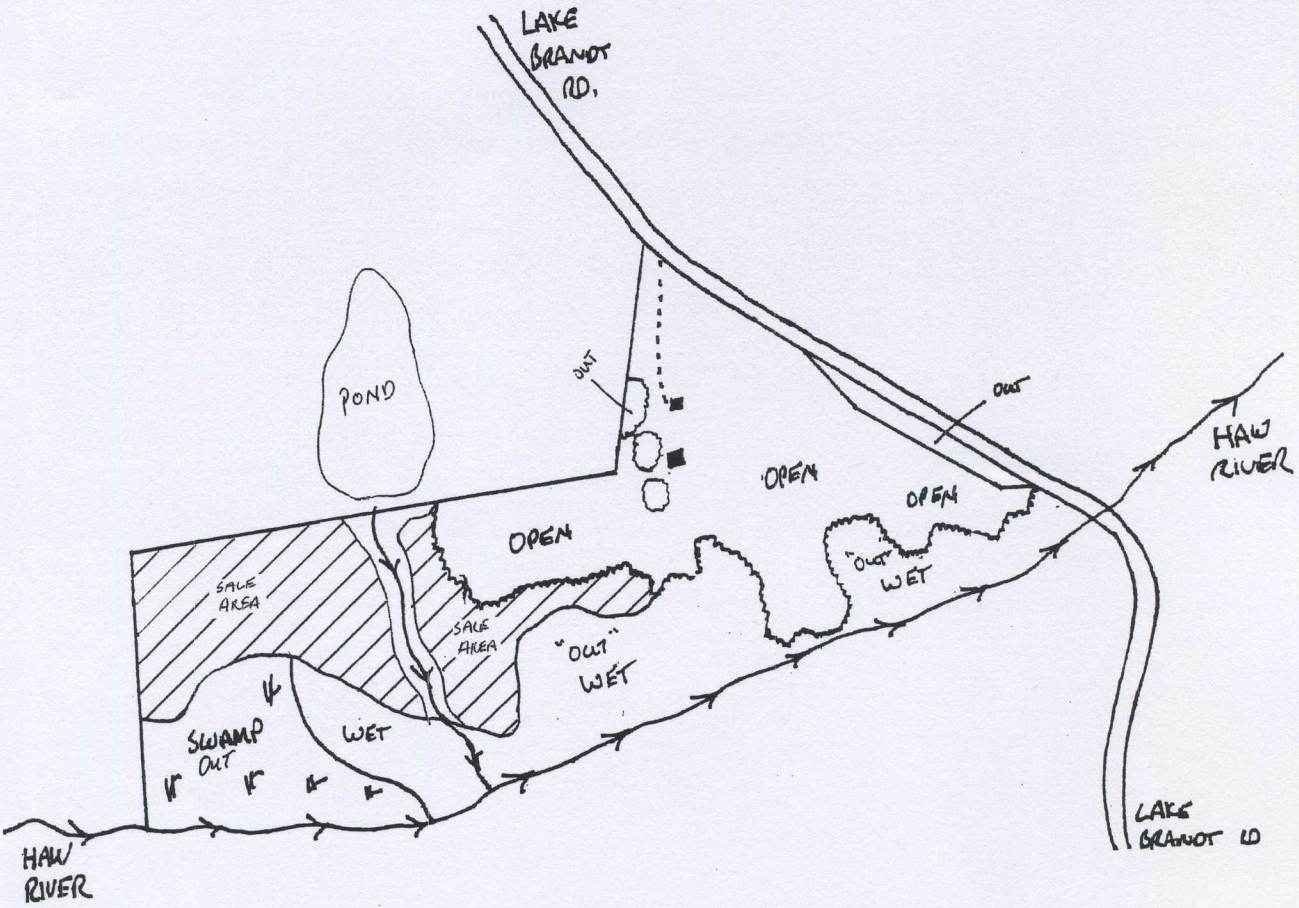 LAKE
BRANDT
RD.
POND
OUT
OUT
HAW
RIVER
OPEN
OPEN
OPEN
"OUT"
WET
SALE
AREA
SALE
AREA
"OUT"
WET
SWAMP
OUT
WET
LAKE
BRANDT RD
HAW
RIVER